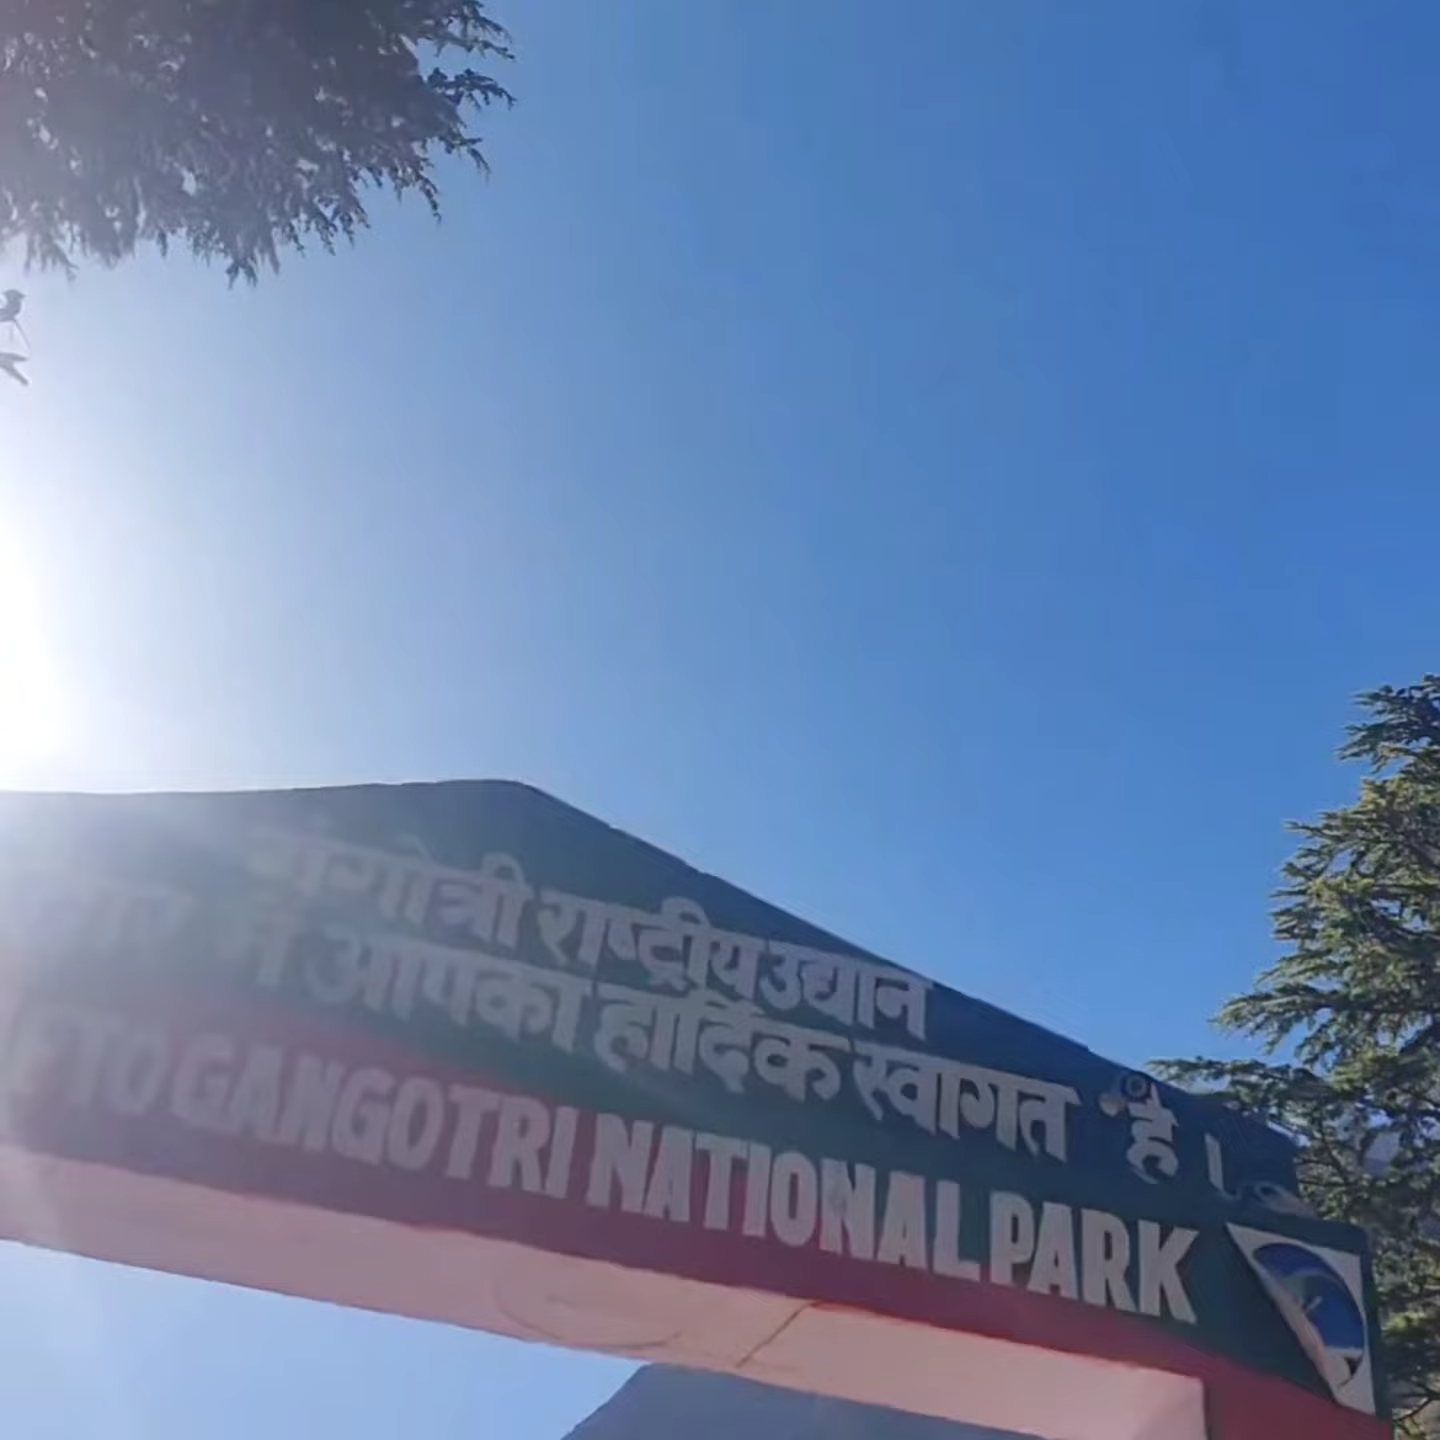 गंगोत्री राष्ट्रीय उद्यान
में आपका हार्दिक स्वागत है।
TO GANGOTRI NATIONAL PARK